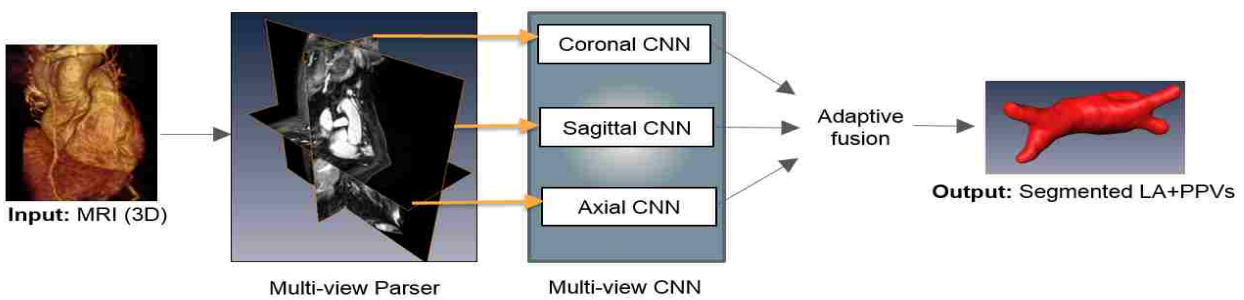 Input: MRI (3D)
Multi-view Parser
Coronal CNN
Sagittal CNN
Axial CNN
Multi-view CNN
Adaptive
fusion
Output: Segmented LA+PPVs